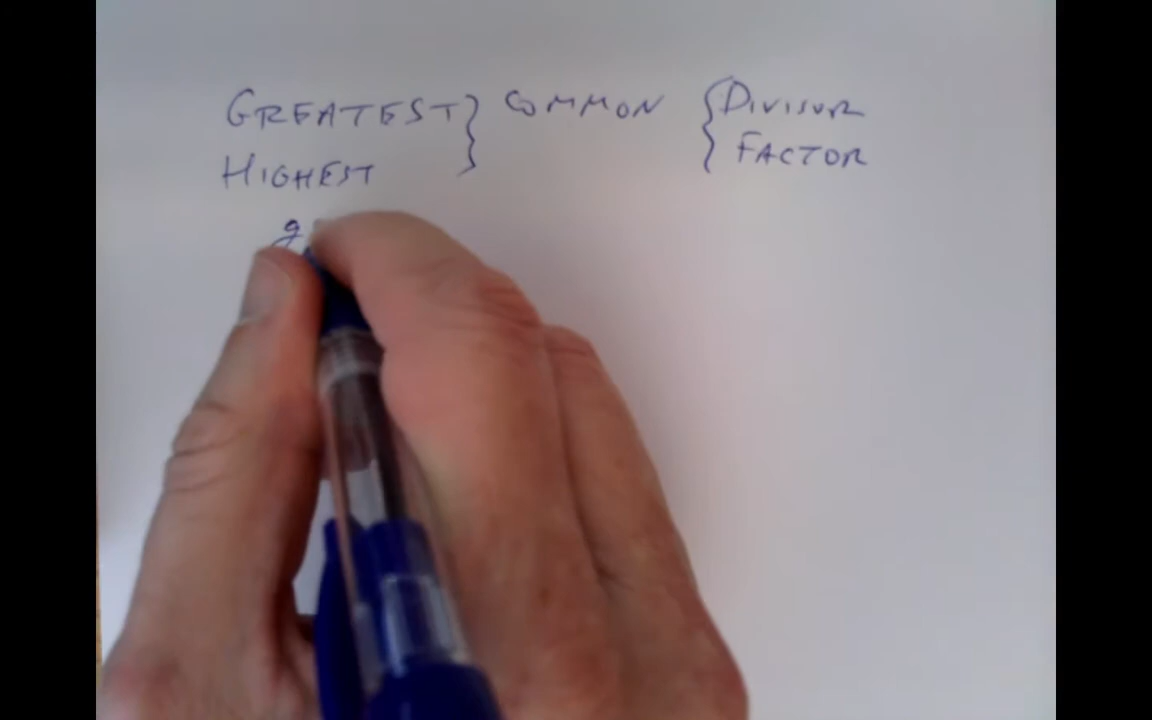 GREATEST } COMMON { DIVISOR
HIGHEST } { FACTOR
g